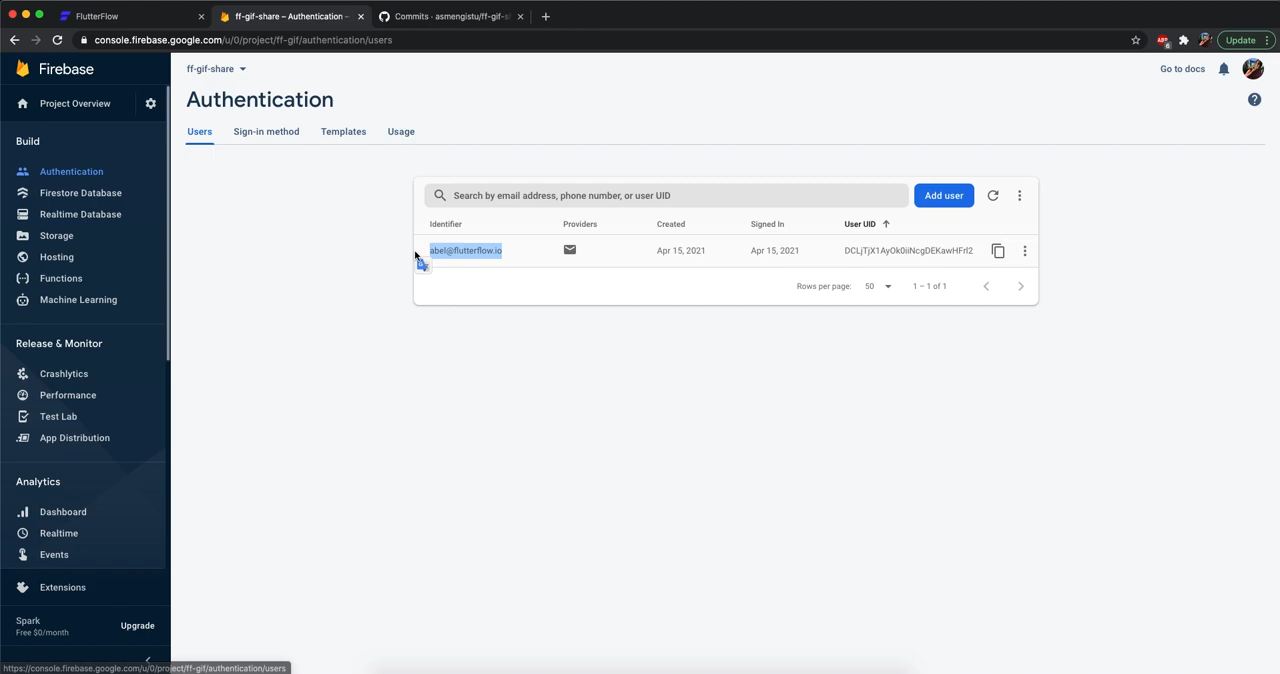 FlutterFlow
ff-gif-share – Authentication –
Commits · asmengistu/ff-gif-s
console.firebase.google.com/u/0/project/ff-gif/authentication/users
6
Update
Firebase
ff-gif-share
Go to docs
Project Overview
Authentication
Users Sign-in method Templates Usage
Build
Authentication
Firestore Database
Realtime Database
Storage
Hosting
Functions
Machine Learning
Search by email address, phone number, or user UID
Add user
Identifier Providers Created Signed In User UID
abel@flutterflow.io Apr 15, 2021 Apr 15, 2021 DCLjTjX1AyOk0iiNcgDEKawHFrl2
Rows per page: 50 1 – 1 of 1
Release & Monitor
Crashlytics
Performance
Test Lab
App Distribution
Analytics
Dashboard
Realtime
Events
Extensions
Spark
Free $0/month
Upgrade
https://console.firebase.google.com/u/0/project/ff-gif/authentication/users